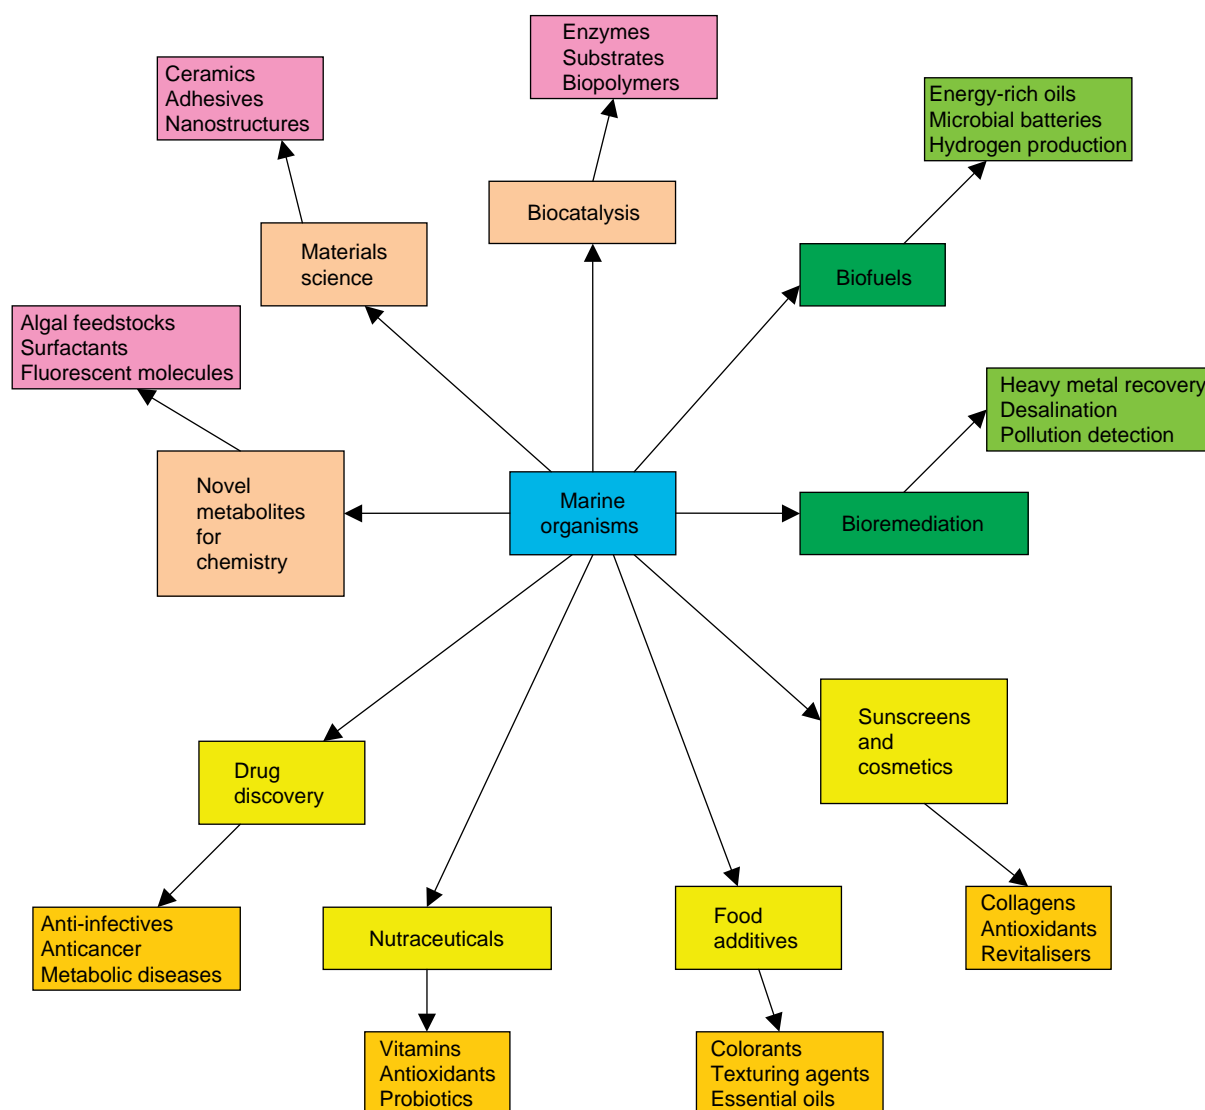 Enzymes
Substrates
Biopolymers
Ceramics
Adhesives
Nanostructures
Energy-rich oils
Microbial batteries
Hydrogen production
Biocatalysis
Materials
science
Biofuels
Algal feedstocks
Surfactants
Fluorescent molecules
Heavy metal recovery
Desalination
Pollution detection
Novel
metabolites
for
chemistry
Marine
organisms
Bioremediation
Sunscreens
and
cosmetics
Drug
discovery
Anti-infectives
Anticancer
Metabolic diseases
Nutraceuticals
Food
additives
Collagens
Antioxidants
Revitalisers
Vitamins
Antioxidants
Probiotics
Colorants
Texturing agents
Essential oils